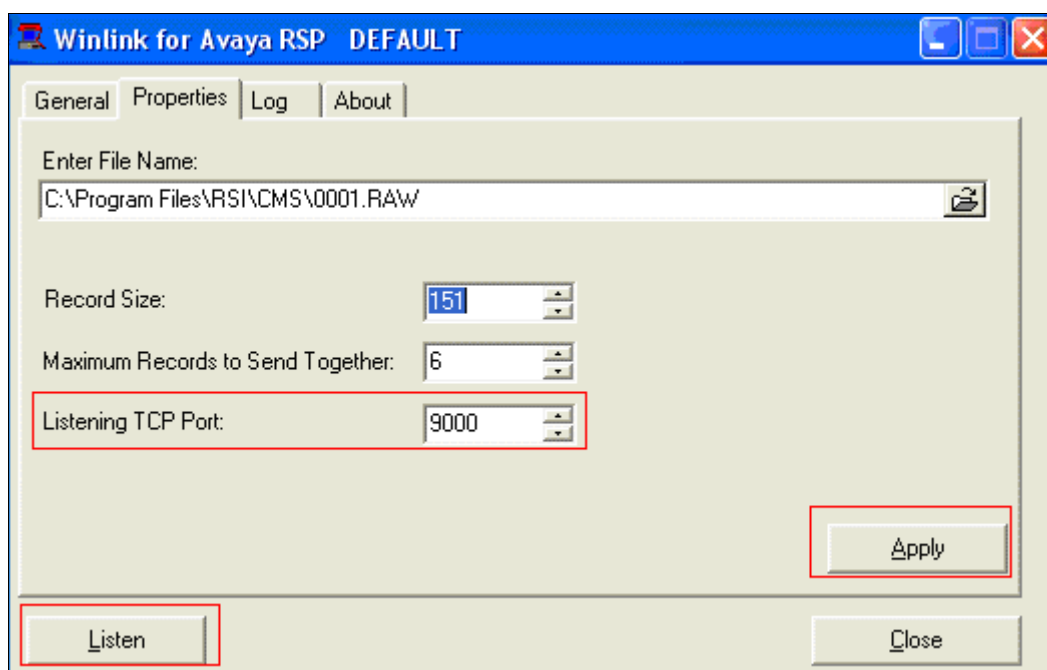 Winlink for Avaya RSP DEFAULT
General Properties Log About
Enter File Name:
C:\Program Files\RSI\CMS\0001.RAW
Record Size: 151
Maximum Records to Send Together: 6
Listening TCP Port: 9000
Apply
Listen Close